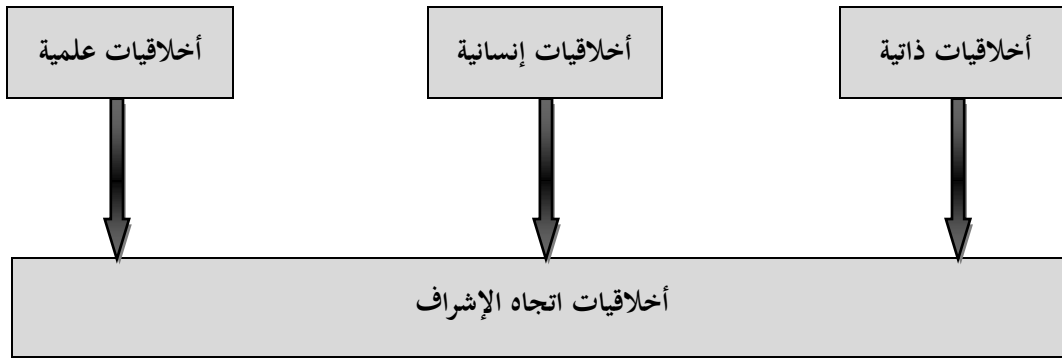 أخلاقيات ذاتية
أخلاقيات إنسانية
أخلاقيات علمية
أخلاقيات اتجاه الإشراف